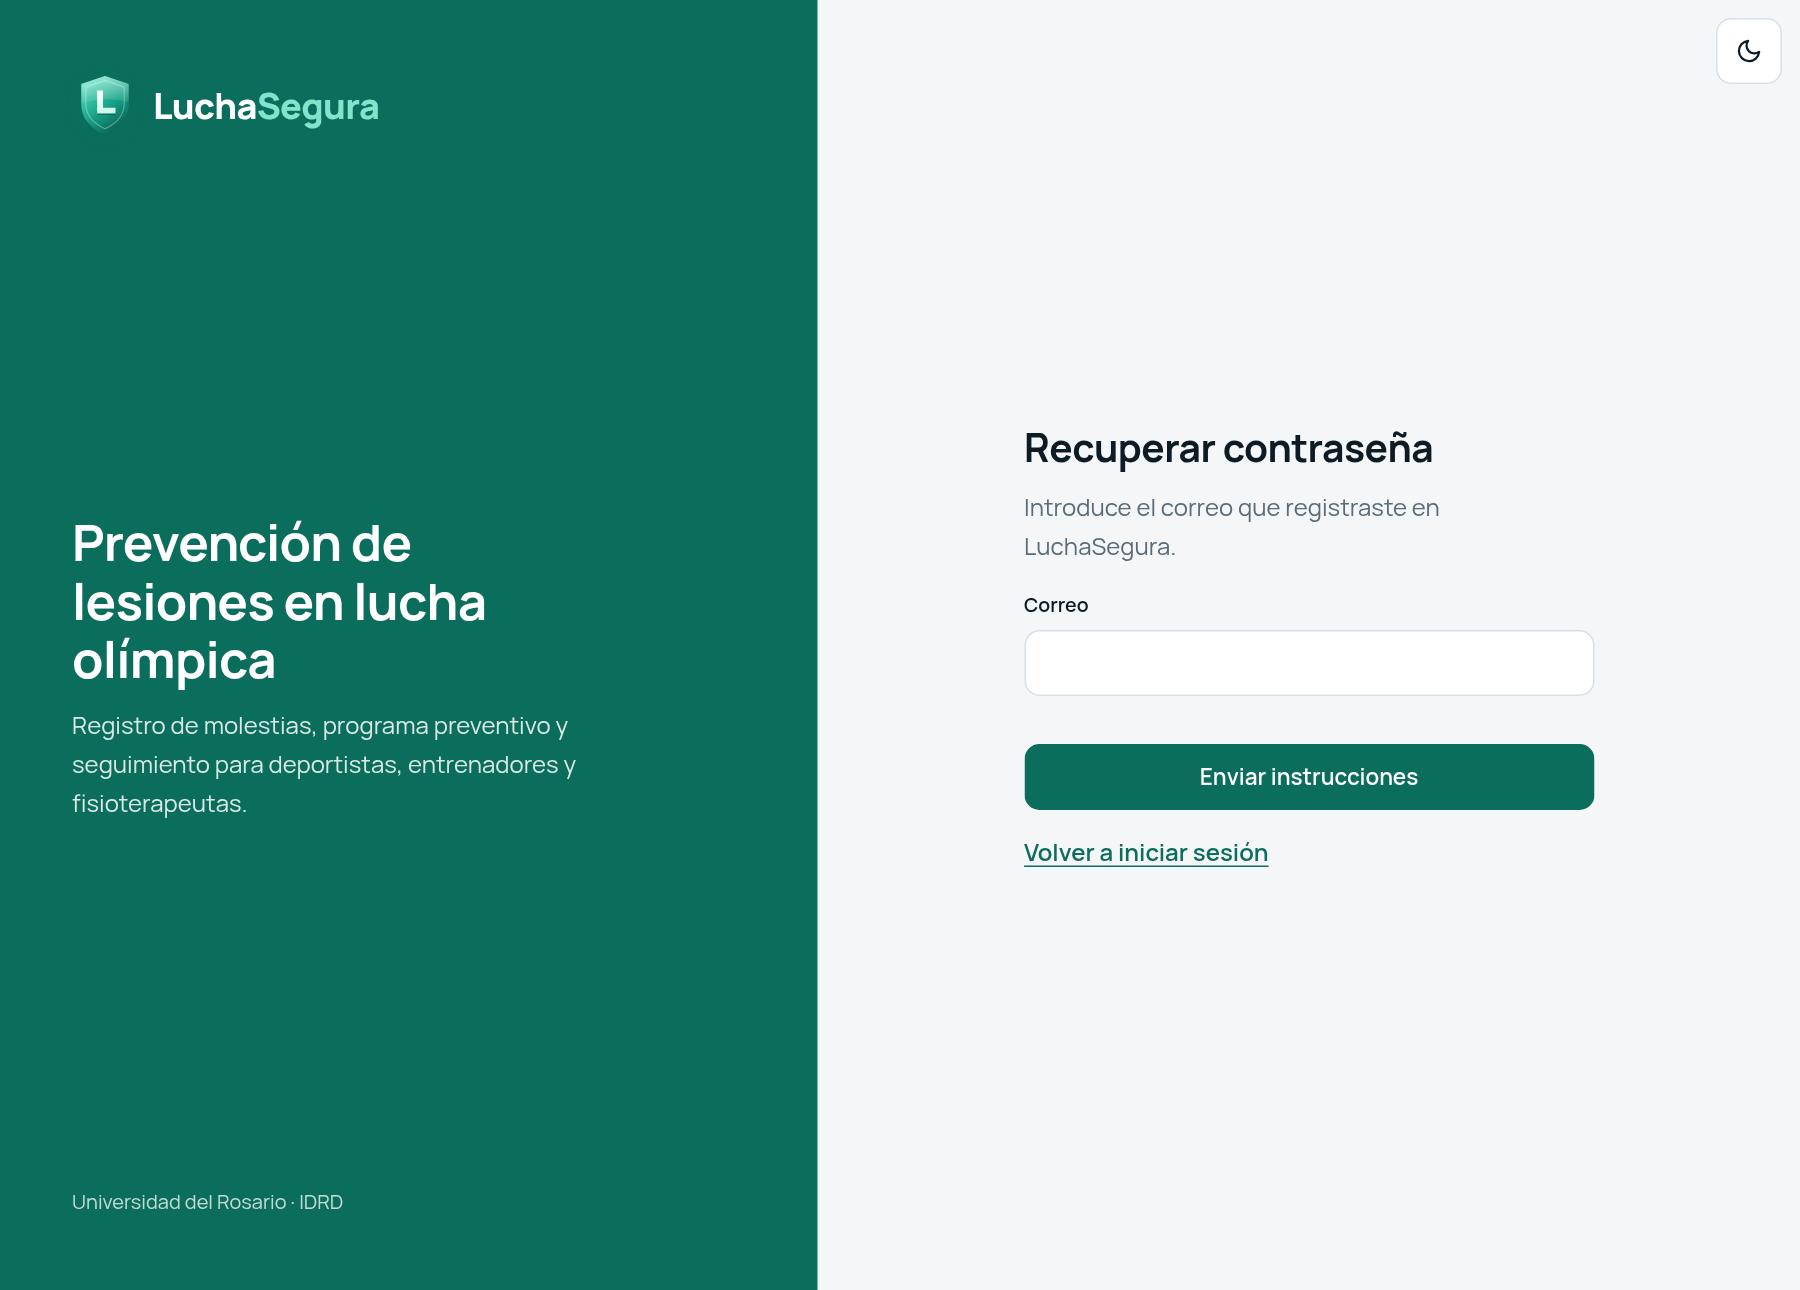 L LuchaSegura
Prevención de
lesiones en lucha
olímpica
Registro de molestias, programa preventivo y
seguimiento para deportistas, entrenadores y
fisioterapeutas.
Universidad del Rosario · IDRD
Recuperar contraseña
Introduce el correo que registraste en
LuchaSegura.
Correo
Enviar instrucciones
Volver a iniciar sesión